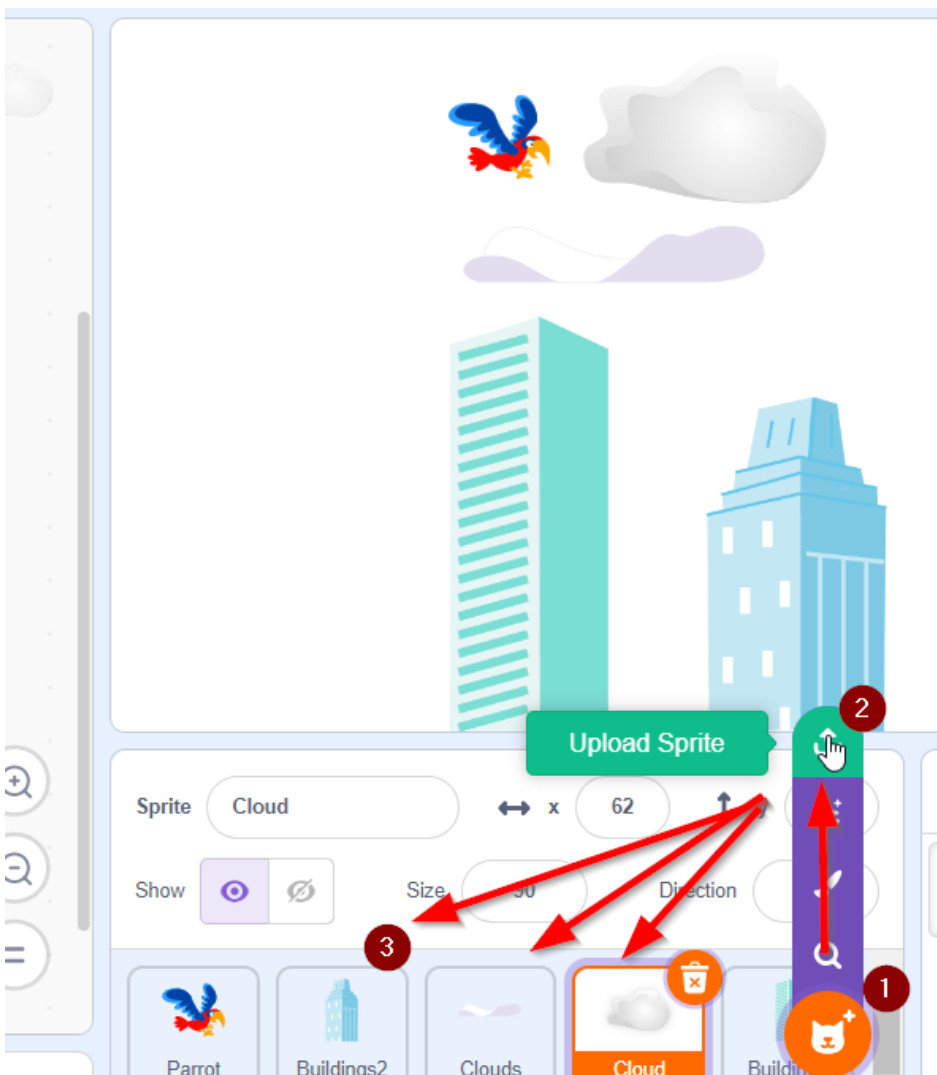 2
Upload Sprite
Sprite Cloud x 62 y
Show Size Direction
3
1
Parrot Buildings2 Clouds Cloud